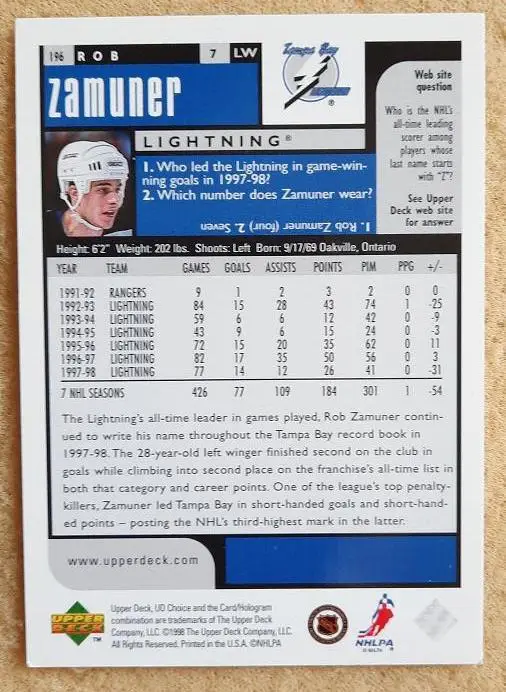 196 ROB 7 LW
Zamuner
Tampa Bay
Lightning
®
LIGHTNING®
1. Who led the Lightning in game-win-
ning goals in 1997-98?
2. Which number does Zamuner wear?
1. Rob Zamuner (four) 2. Seven
Web site
question
Who is the NHL's
all-time leading
scorer among
players whose
last name starts
with "Z"?
See Upper
Deck web site
for answer
Height: 6'2" Weight: 202 lbs. Shoots: Left Born: 9/17/69 Oakville, Ontario
YEAR TEAM GAMES GOALS ASSISTS POINTS PIM PPG +/-
1991-92 RANGERS 9 1 2 3 2 0 0
1992-93 LIGHTNING 84 15 28 43 74 1 -25
1993-94 LIGHTNING 59 6 6 12 42 0 -9
1994-95 LIGHTNING 43 9 6 15 24 0 -3
1995-96 LIGHTNING 72 15 20 35 62 0 11
1996-97 LIGHTNING 82 17 35 50 56 0 3
1997-98 LIGHTNING 77 14 12 26 41 0 -31
7 NHL SEASONS 426 77 109 184 301 1 -54
The Lightning's all-time leader in games played, Rob Zamuner contin-
ued to write his name throughout the Tampa Bay record book in
1997-98. The 28-year-old left winger finished second on the club in
goals while climbing into second place on the franchise's all-time list in
both that category and career points. One of the league's top penalty-
killers, Zamuner led Tampa Bay in short-handed goals and short-hand-
ed points – posting the NHL's third-highest mark in the latter.
www.upperdeck.com
UPPER
DECK
™
Upper Deck, UD Choice and the Card/Hologram
combination are trademarks of The Upper Deck
Company, LLC. ©1998 The Upper Deck Company, LLC.
All Rights Reserved. Printed in the U.S.A. ©NHLPA
NHL
NHLPA